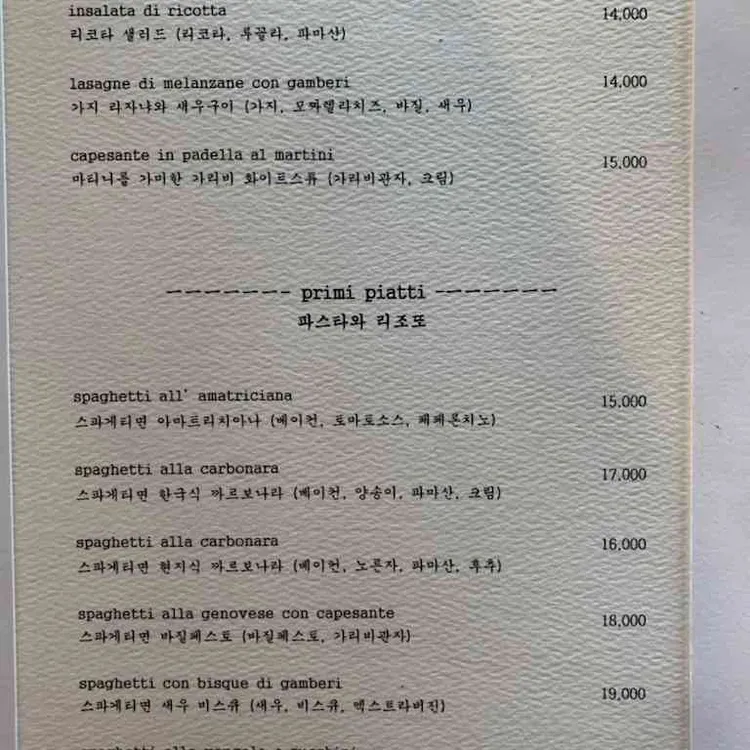 insalata di ricotta 14,000
리코타 샐러드 (리코타, 루꼴라, 파마산)
lasagne di melanzane con gamberi 14,000
가지 라자냐와 새우구이 (가지, 모짜렐라치즈, 바질, 새우)
capesante in padella al martini 15,000
마티니를 가미한 가리비 화이트스튜 (가리비관자, 크림)
------- primi piatti -------
파스타와 리조또
spaghetti all' amatriciana 15,000
스파게티면 아마트리치아나 (베이컨, 토마토소스, 페페론치노)
spaghetti alla carbonara 17,000
스파게티면 한국식 까르보나라 (베이컨, 양송이, 파마산, 크림)
spaghetti alla carbonara 16,000
스파게티면 현지식 까르보나라 (베이컨, 노른자, 파마산, 후추)
spaghetti alla genovese con capesante 18,000
스파게티면 바질페스토 (바질페스토, 가리비관자)
spaghetti con bisque di gamberi 19,000
스파게티면 새우 비스큐 (새우, 비스큐, 엑스트라버진)
spaghetti alla